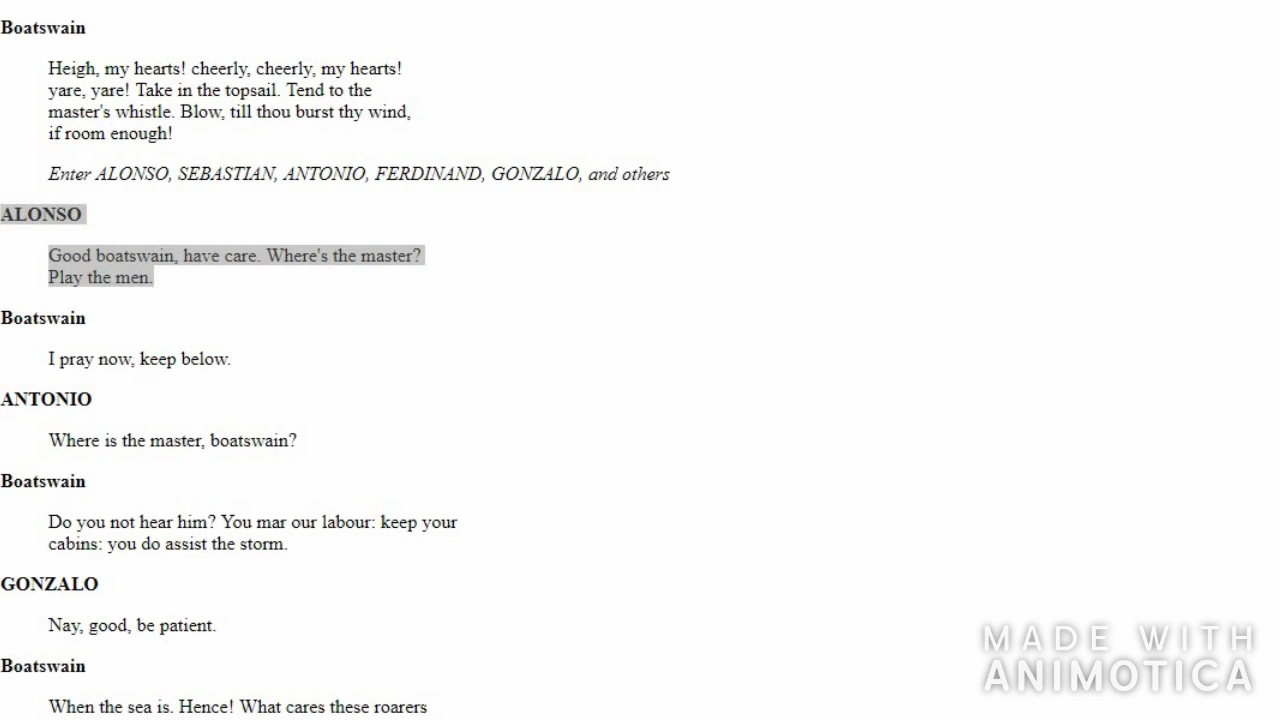 Boatswain
Heigh, my hearts! cheerly, cheerly, my hearts!
yare, yare! Take in the topsail. Tend to the
master's whistle. Blow, till thou burst thy wind,
if room enough!
Enter ALONSO, SEBASTIAN, ANTONIO, FERDINAND, GONZALO, and others
ALONSO
Good boatswain, have care. Where's the master?
Play the men.
Boatswain
I pray now, keep below.
ANTONIO
Where is the master, boatswain?
Boatswain
Do you not hear him? You mar our labour: keep your
cabins: you do assist the storm.
GONZALO
Nay, good, be patient.
Boatswain
When the sea is. Hence! What cares these roarers
MADE WITH
ANIMOTICA